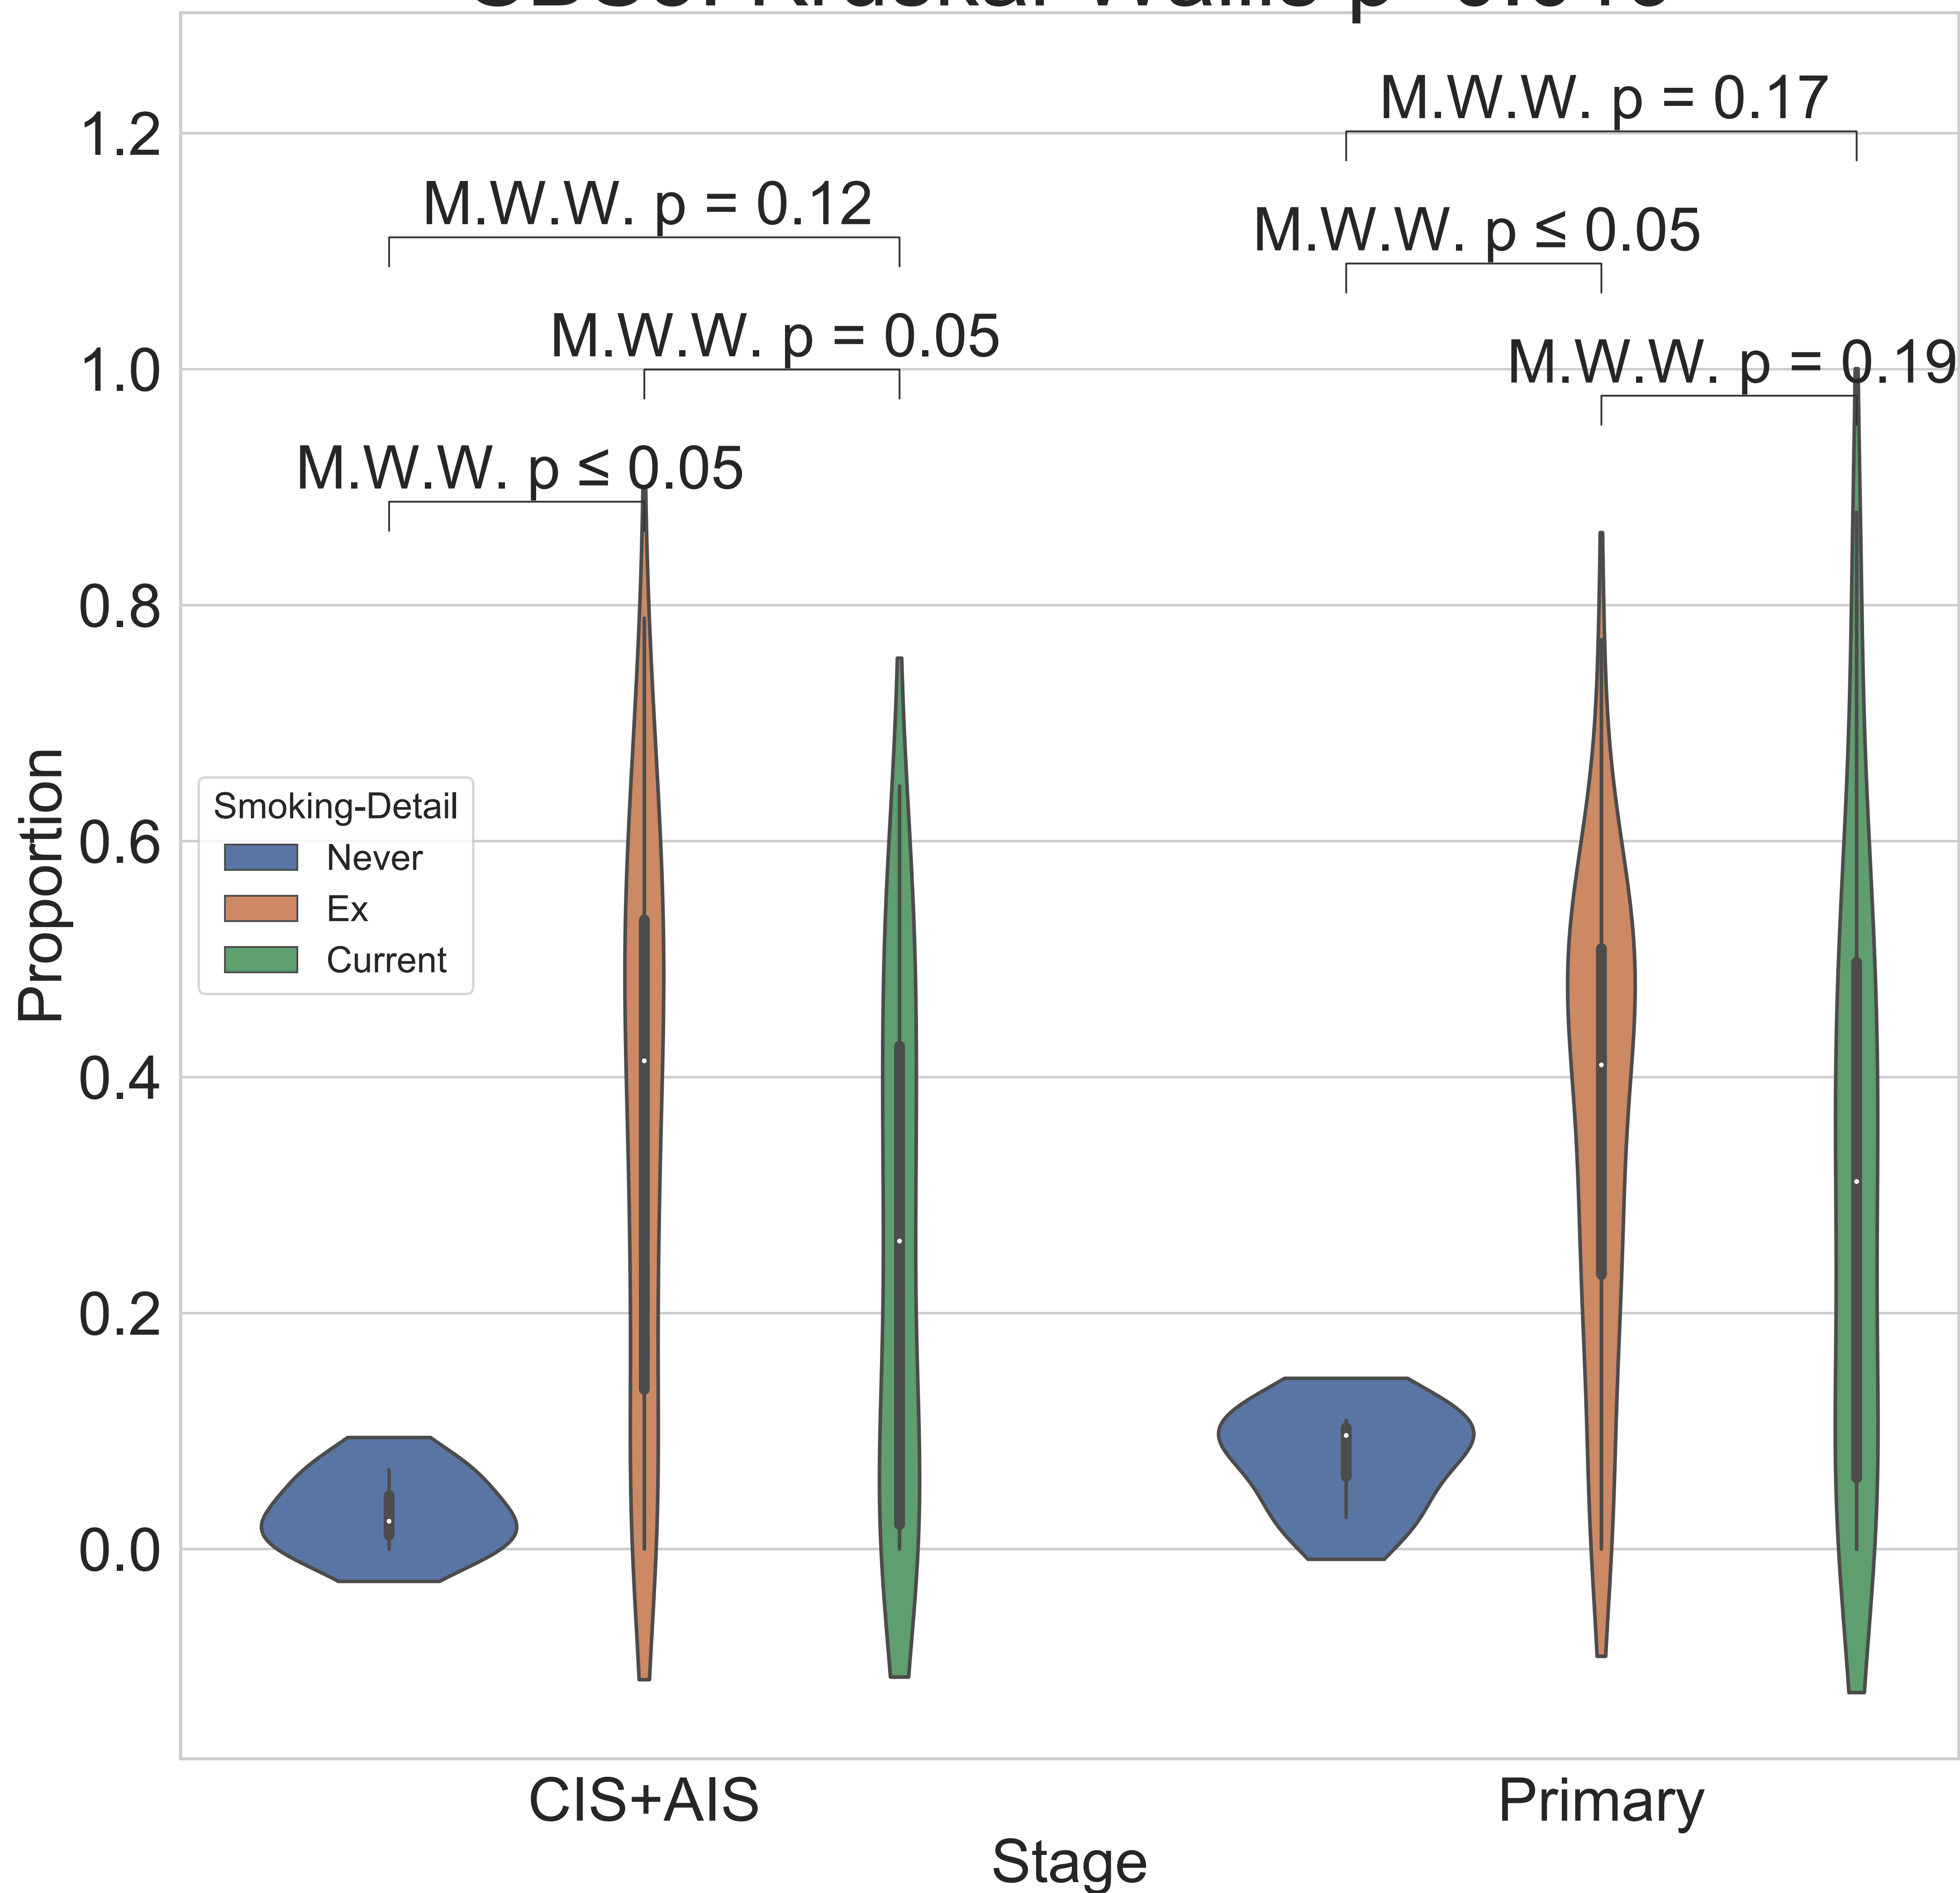 M.W.W. p = 0.17
1.2
M.W.W. p = 0.12
M.W.W. p ≤ 0.05
M.W.W. p = 0.05
M.W.W. p = 0.19
1.0
M.W.W. p ≤ 0.05
0.8
Smoking-Detail
Never
Ex
Current
0.6
Proportion
0.4
0.2
0.0
CIS+AIS
Primary
Stage